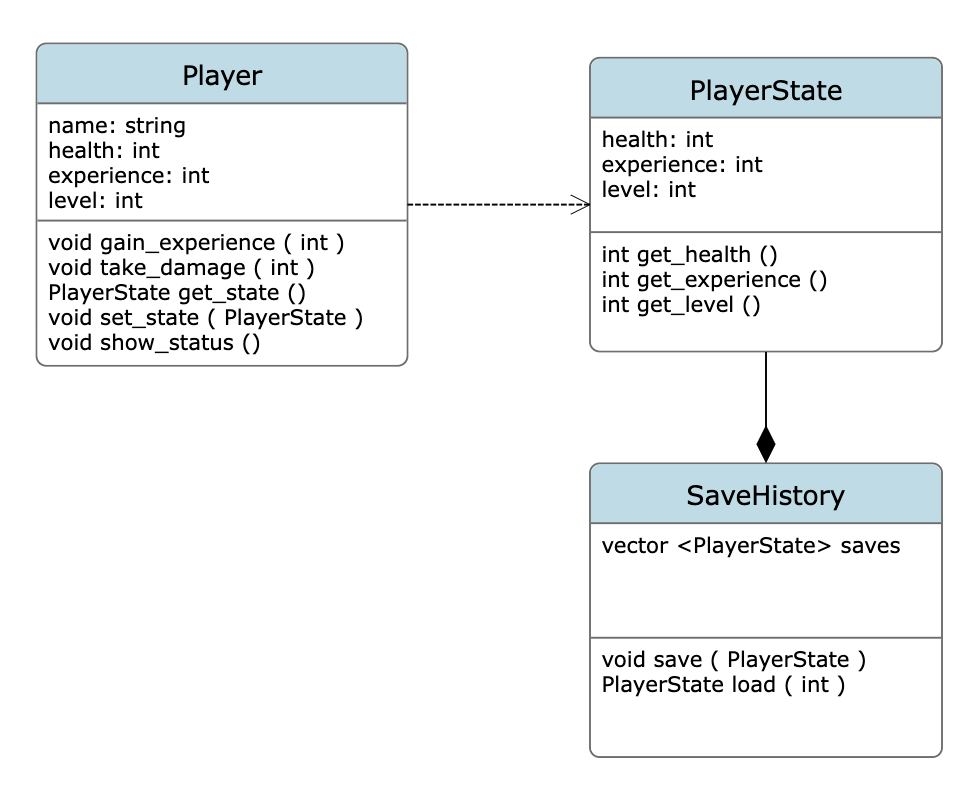 Player
name: string
health: int
experience: int
level: int
void gain_experience ( int )
void take_damage ( int )
PlayerState get_state ()
void set_state ( PlayerState )
void show_status ()
PlayerState
health: int
experience: int
level: int
int get_health ()
int get_experience ()
int get_level ()
SaveHistory
vector <PlayerState> saves
void save ( PlayerState )
PlayerState load ( int )